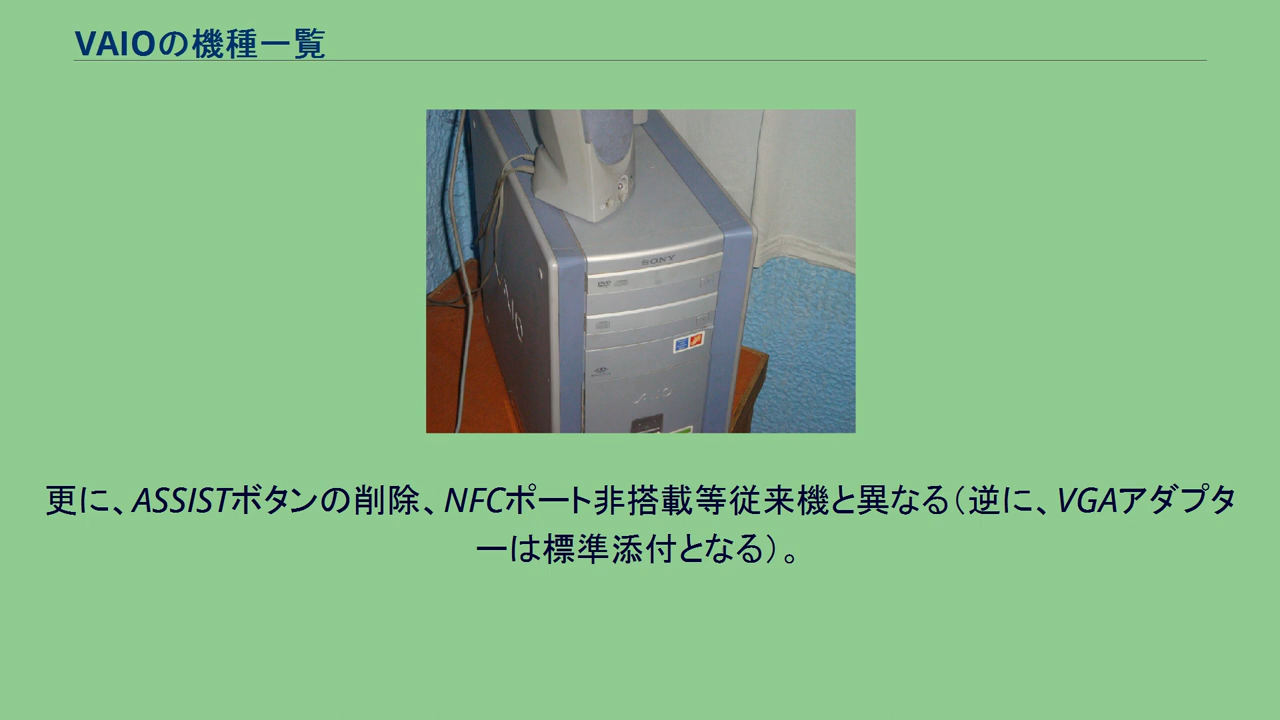 VAIOの機種一覧
SONY
VAIO
VAIO
更に、ASSISTボタンの削除、NFCポート非搭載等従来機と異なる（逆に、VGAアダプタ
ーは標準添付となる）。